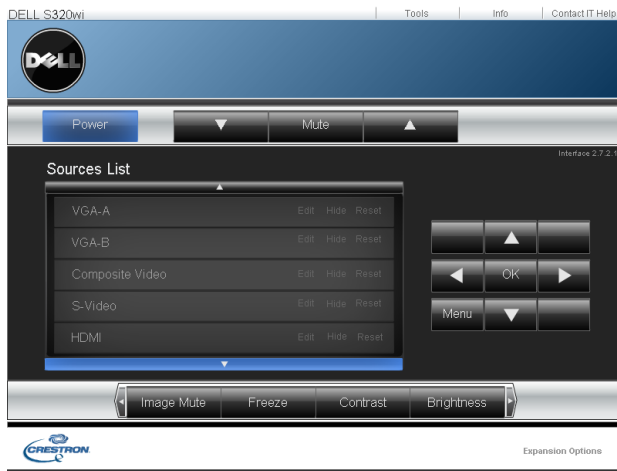 DELL S320wi
Tools
Info
Contact IT Help
DELL
Power
Mute
Interface 2.7.2.1
Sources List
VGA-A Edit Hide Reset
VGA-B Edit Hide Reset
Composite Video Edit Hide Reset
S-Video Edit Hide Reset
HDMI Edit Hide Reset
OK
Menu
Image Mute
Freeze
Contrast
Brightness
CRESTRON
Expansion Options